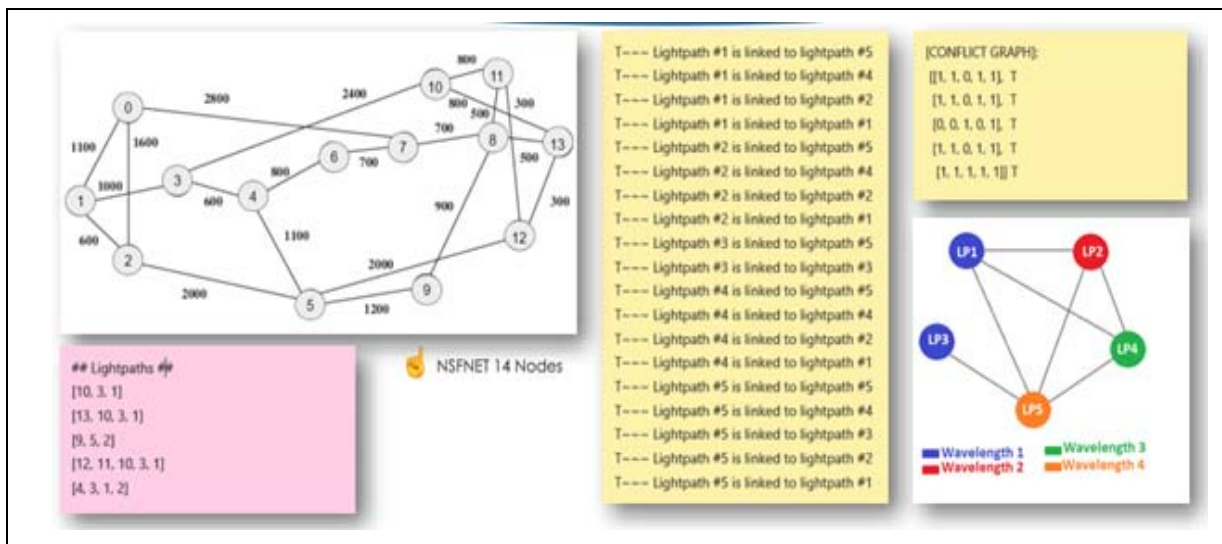 800
11
10
2800
2400
0
800
500
300
700
8
13
7
1100
1600
6
700
500
800
3
1000
4
1
600
900
300
600
1100
12
2
2000
2000
9
5
1200
☝ NSFNET 14 Nodes
## Lightpaths ##
[10, 3, 1]
[13, 10, 3, 1]
[9, 5, 2]
[12, 11, 10, 3, 1]
[4, 3, 1, 2]
T--- Lightpath #1 is linked to lightpath #5
T--- Lightpath #1 is linked to lightpath #4
T--- Lightpath #1 is linked to lightpath #2
T--- Lightpath #1 is linked to lightpath #1
T--- Lightpath #2 is linked to lightpath #5
T--- Lightpath #2 is linked to lightpath #4
T--- Lightpath #2 is linked to lightpath #2
T--- Lightpath #2 is linked to lightpath #1
T--- Lightpath #3 is linked to lightpath #5
T--- Lightpath #3 is linked to lightpath #3
T--- Lightpath #4 is linked to lightpath #5
T--- Lightpath #4 is linked to lightpath #4
T--- Lightpath #4 is linked to lightpath #2
T--- Lightpath #4 is linked to lightpath #1
T--- Lightpath #5 is linked to lightpath #5
T--- Lightpath #5 is linked to lightpath #4
T--- Lightpath #5 is linked to lightpath #3
T--- Lightpath #5 is linked to lightpath #2
T--- Lightpath #5 is linked to lightpath #1
[CONFLICT GRAPH]:
[[1, 1, 0, 1, 1], T
[1, 1, 0, 1, 1], T
[0, 0, 1, 0, 1], T
[1, 1, 0, 1, 1], T
[1, 1, 1, 1, 1]] T
LP1
LP2
LP3
LP4
LP5
Wavelength 1
Wavelength 3
Wavelength 2
Wavelength 4